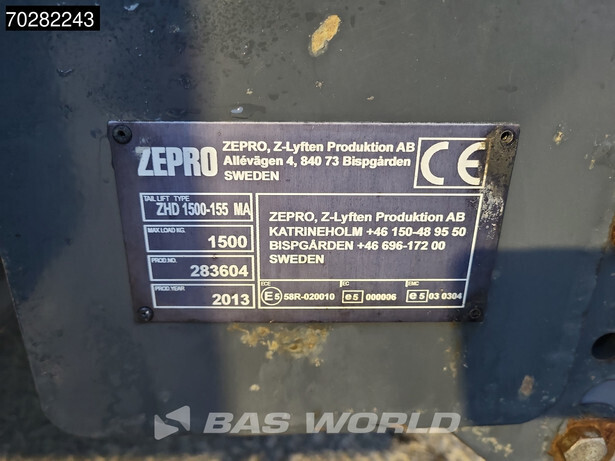 70282243
ZEPRO
ZEPRO, Z-Lyften Produktion AB
Allévägen 4, 840 73 Bispgården
SWEDEN
CE
TAIL LIFT TYPE
ZHD 1500-155 MA
MAX.LOAD KG.
1500
PROD.NO.
283604
PROD.YEAR
2013
ZEPRO, Z-Lyften Produktion AB
KATRINEHOLM +46 150-48 95 50
BISPGÅRDEN +46 696-172 00
SWEDEN
ECE
E5 58R-020010
EC
e5 000006
EMC
e5 03 0304
BAS WORLD